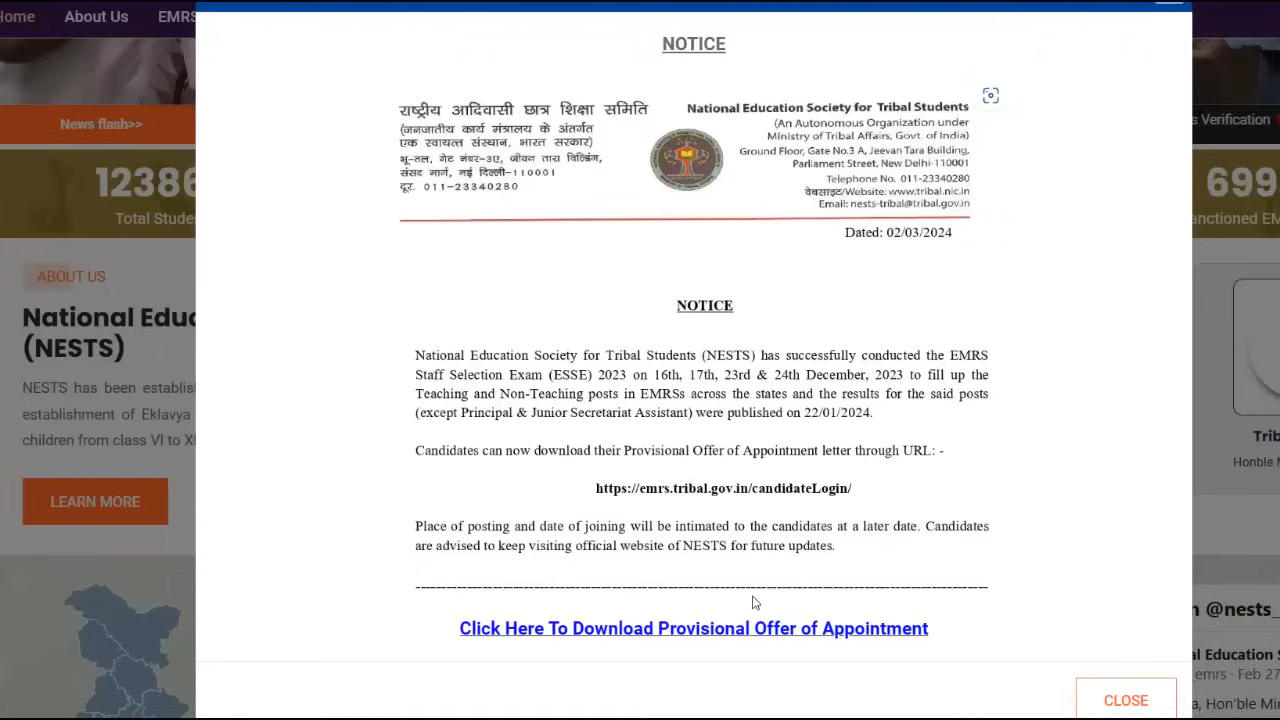 Home About Us EMRS
NOTICE
राष्ट्रीय आदिवासी छात्र शिक्षा समिति
(जनजातीय कार्य मंत्रालय के अंतर्गत
एक स्वायत्त संस्थान, भारत सरकार)
भू-तल, गेट नंबर-३ए, जीवन तारा बिल्डिंग,
संसद मार्ग, नई दिल्ली-110001
दूर. 011-23340280
National Education Society for Tribal Students
(An Autonomous Organization under
Ministry of Tribal Affairs, Govt. of India)
Ground Floor, Gate No.3 A, Jeevan Tara Building,
Parliament Street, New Delhi-110001
Telephone No. 011-23340280
वेबसाइट/Website: www.tribal.nic.in
Email: nests-tribal@tribal.gov.in
Dated: 02/03/2024
NOTICE
National Education Society for Tribal Students (NESTS) has successfully conducted the EMRS
Staff Selection Exam (ESSE) 2023 on 16th, 17th, 23rd & 24th December, 2023 to fill up the
Teaching and Non-Teaching posts in EMRSs across the states and the results for the said posts
(except Principal & Junior Secretariat Assistant) were published on 22/01/2024.
Candidates can now download their Provisional Offer of Appointment letter through URL: -
https://emrs.tribal.gov.in/candidateLogin/
Place of posting and date of joining will be intimated to the candidates at a later date. Candidates
are advised to keep visiting official website of NESTS for future updates.
Click Here To Download Provisional Offer of Appointment
CLOSE
News flash>>
12386
Total Stude
ABOUT US
National Educ
(NESTS)
NESTS has been establis
establishment of Eklavya
children from class VI to X
LEARN MORE
s Verification
699
anctioned EM
Trib
Honble M
n @nests_
al Education S
_emrs · Feb 27
a, Hon'ble Mi